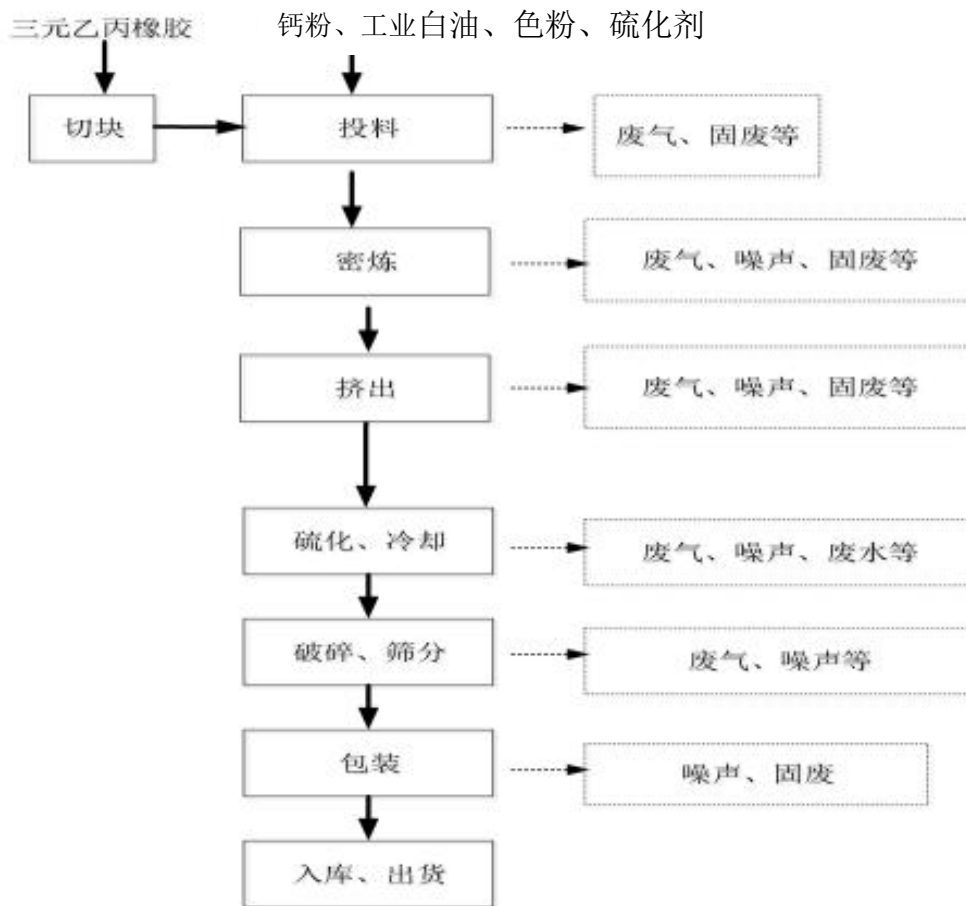 三元乙丙橡胶
钙粉、工业白油、色粉、硫化剂
切块
投料
废气、固废等
密炼
废气、噪声、固废等
挤出
废气、噪声、固废等
硫化、冷却
废气、噪声、废水等
破碎、筛分
废气、噪声等
包装
噪声、固废
入库、出货